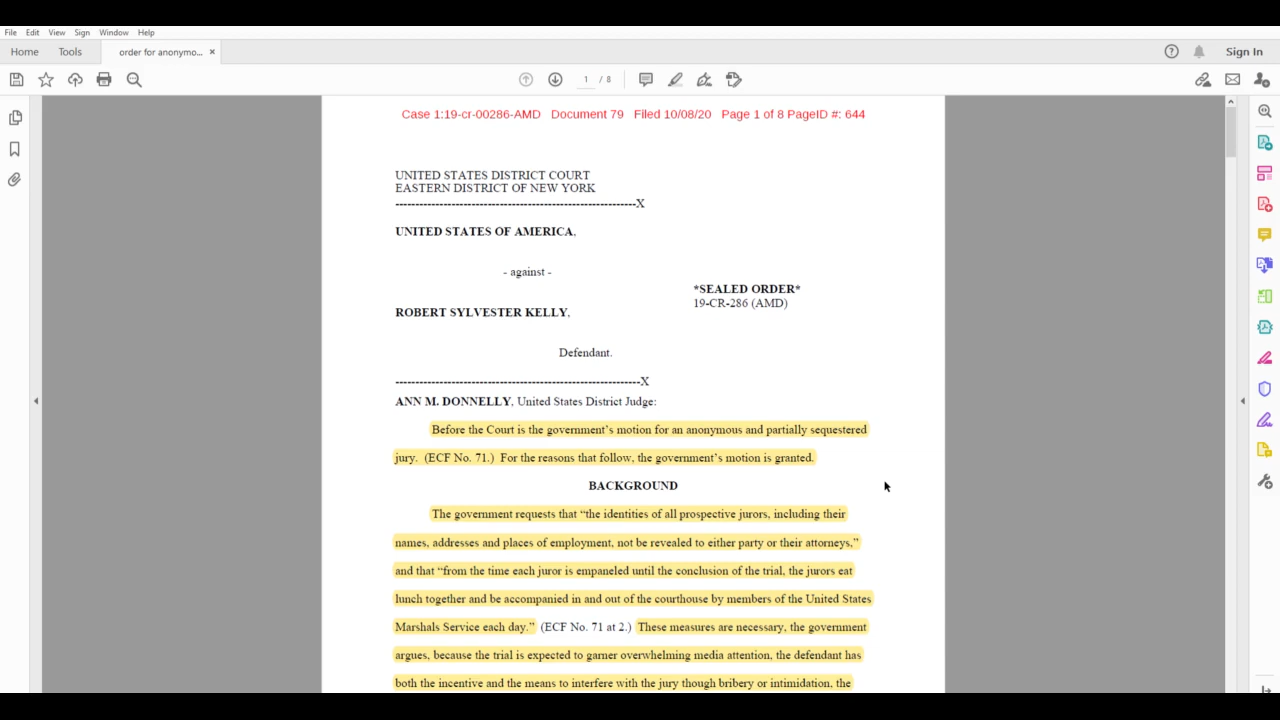 File Edit View Sign Window Help
Home Tools order for anonymo... × Sign In
1 / 8
Case 1:19-cr-00286-AMD Document 79 Filed 10/08/20 Page 1 of 8 PageID #: 644
UNITED STATES DISTRICT COURT
EASTERN DISTRICT OF NEW YORK
------------------------------------------------------------X
UNITED STATES OF AMERICA,
- against -
*SEALED ORDER*
19-CR-286 (AMD)
ROBERT SYLVESTER KELLY,
Defendant.
-------------------------------------------------------------X
ANN M. DONNELLY, United States District Judge:
Before the Court is the government’s motion for an anonymous and partially sequestered
jury. (ECF No. 71.) For the reasons that follow, the government’s motion is granted.
BACKGROUND
The government requests that “the identities of all prospective jurors, including their
names, addresses and places of employment, not be revealed to either party or their attorneys,”
and that “from the time each juror is empaneled until the conclusion of the trial, the jurors eat
lunch together and be accompanied in and out of the courthouse by members of the United States
Marshals Service each day.” (ECF No. 71 at 2.) These measures are necessary, the government
argues, because the trial is expected to garner overwhelming media attention, the defendant has
both the incentive and the means to interfere with the jury though bribery or intimidation, the